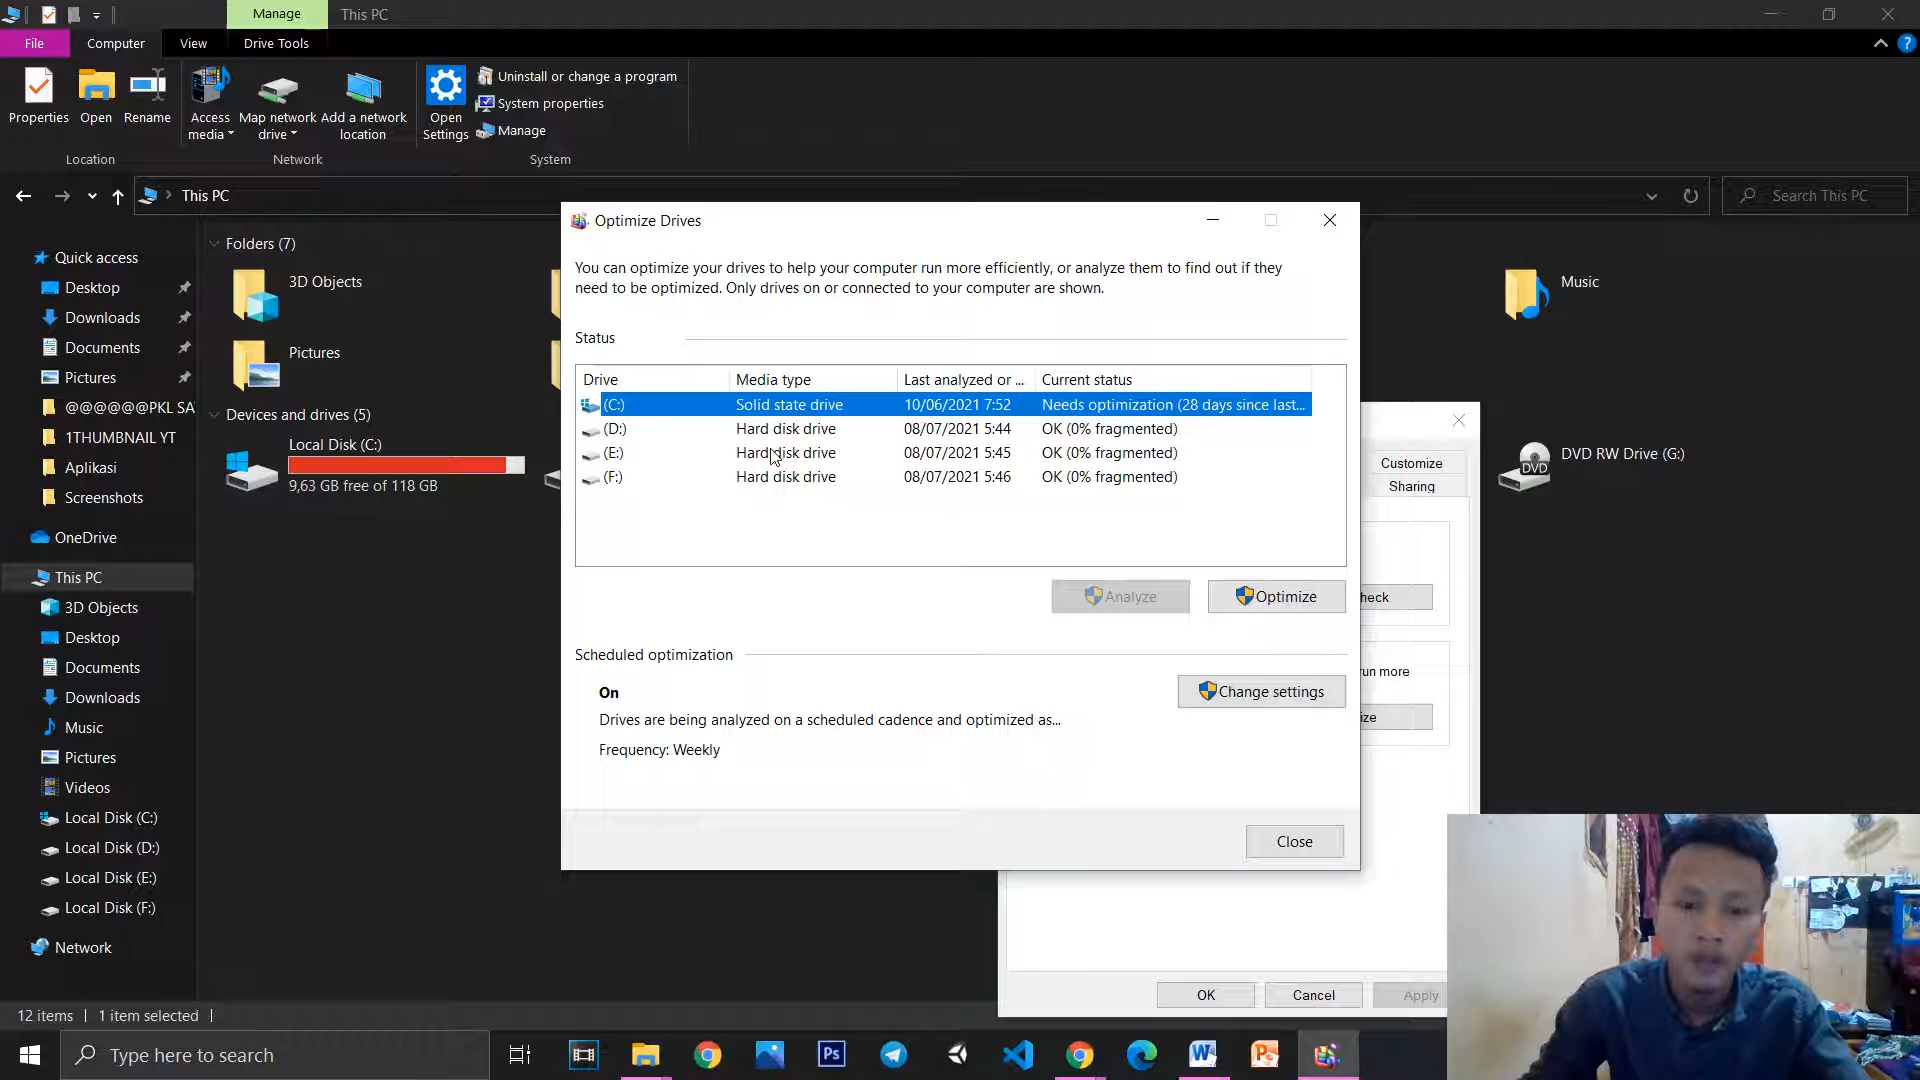 Manage
This PC
File
Computer
View
Drive Tools
Properties
Open
Rename
Access media
Map network drive
Add a network location
Open Settings
Uninstall or change a program
System properties
Manage
Location
Network
System
This PC
Search This PC
Quick access
Desktop
Downloads
Documents
Pictures
@@@@@@PKL SA
1THUMBNAIL YT
Aplikasi
Screenshots
OneDrive
This PC
3D Objects
Desktop
Documents
Downloads
Music
Pictures
Videos
Local Disk (C:)
Local Disk (D:)
Local Disk (E:)
Local Disk (F:)
Network
Folders (7)
3D Objects
Pictures
Music
Devices and drives (5)
Local Disk (C:)
9,63 GB free of 118 GB
DVD RW Drive (G:)
Optimize Drives
You can optimize your drives to help your computer run more efficiently, or analyze them to find out if they
need to be optimized. Only drives on or connected to your computer are shown.
Status
Drive Media type Last analyzed or ... Current status
(C:) Solid state drive 10/06/2021 7:52 Needs optimization (28 days since last...
(D:) Hard disk drive 08/07/2021 5:44 OK (0% fragmented)
(E:) Hard disk drive 08/07/2021 5:45 OK (0% fragmented)
(F:) Hard disk drive 08/07/2021 5:46 OK (0% fragmented)
Analyze
Optimize
Scheduled optimization
On
Change settings
Drives are being analyzed on a scheduled cadence and optimized as...
Frequency: Weekly
Close
Customize
Sharing
heck
run more
ize
OK
Cancel
Apply
12 items
1 item selected
Type here to search
Ps
DVD
W
P
?